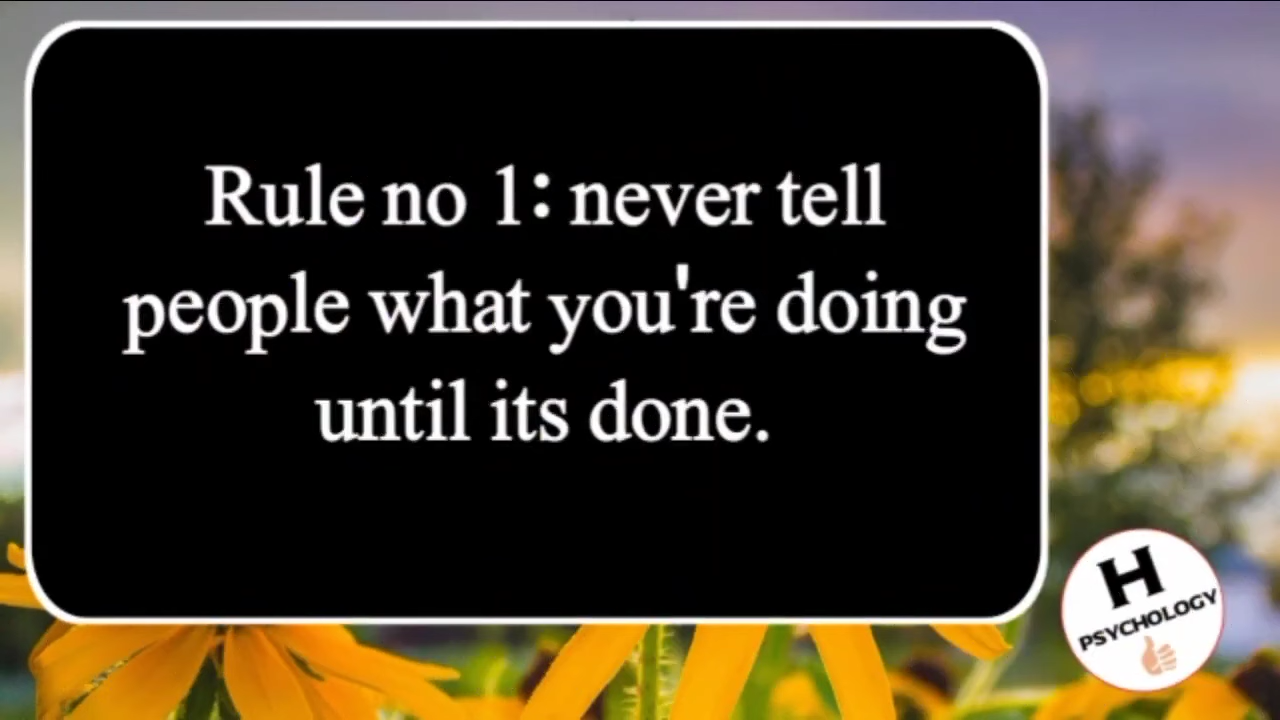 Rule no 1: never tell
people what you're doing
until its done.
H
PSYCHOLOGY